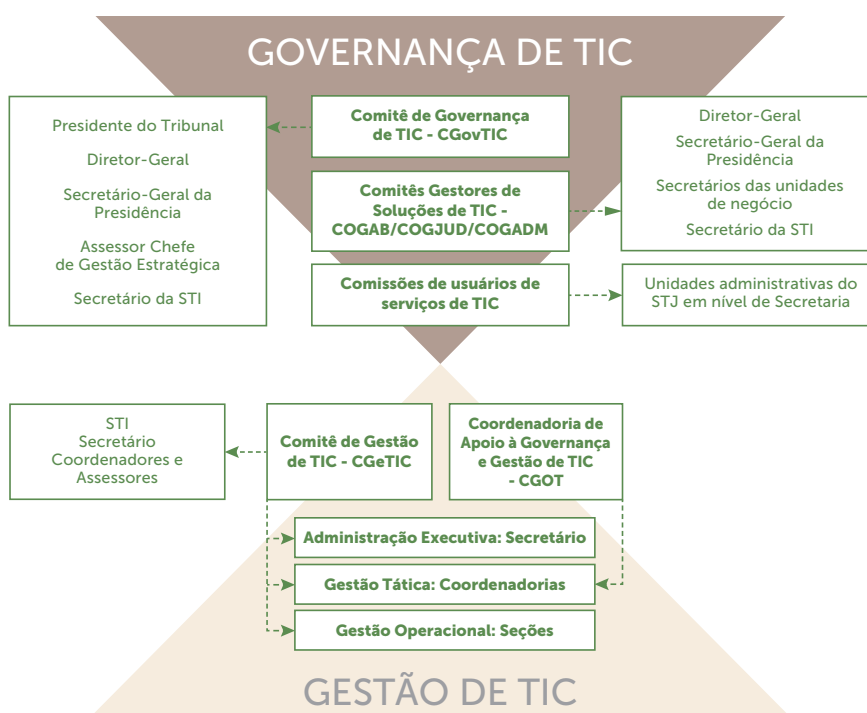 GOVERNANÇA DE TIC
Presidente do Tribunal
Diretor-Geral
Secretário-Geral da
Presidência
Assessor Chefe
de Gestão Estratégica
Secretário da STI
Comitê de Governança
de TIC - CGovTIC
Comitês Gestores de
Soluções de TIC -
COGAB/COGJUD/COGADM
Comissões de usuários de
serviços de TIC
Diretor-Geral
Secretário-Geral da
Presidência
Secretários das unidades
de negócio
Secretário da STI
Unidades administrativas do
STJ em nível de Secretaria
STI
Secretário
Coordenadores e
Assessores
Comitê de Gestão
de TIC - CGeTIC
Coordenadoria de
Apoio à Governança
e Gestão de TIC
- CGOT
Administração Executiva: Secretário
Gestão Tática: Coordenadorias
Gestão Operacional: Seções
GESTÃO DE TIC